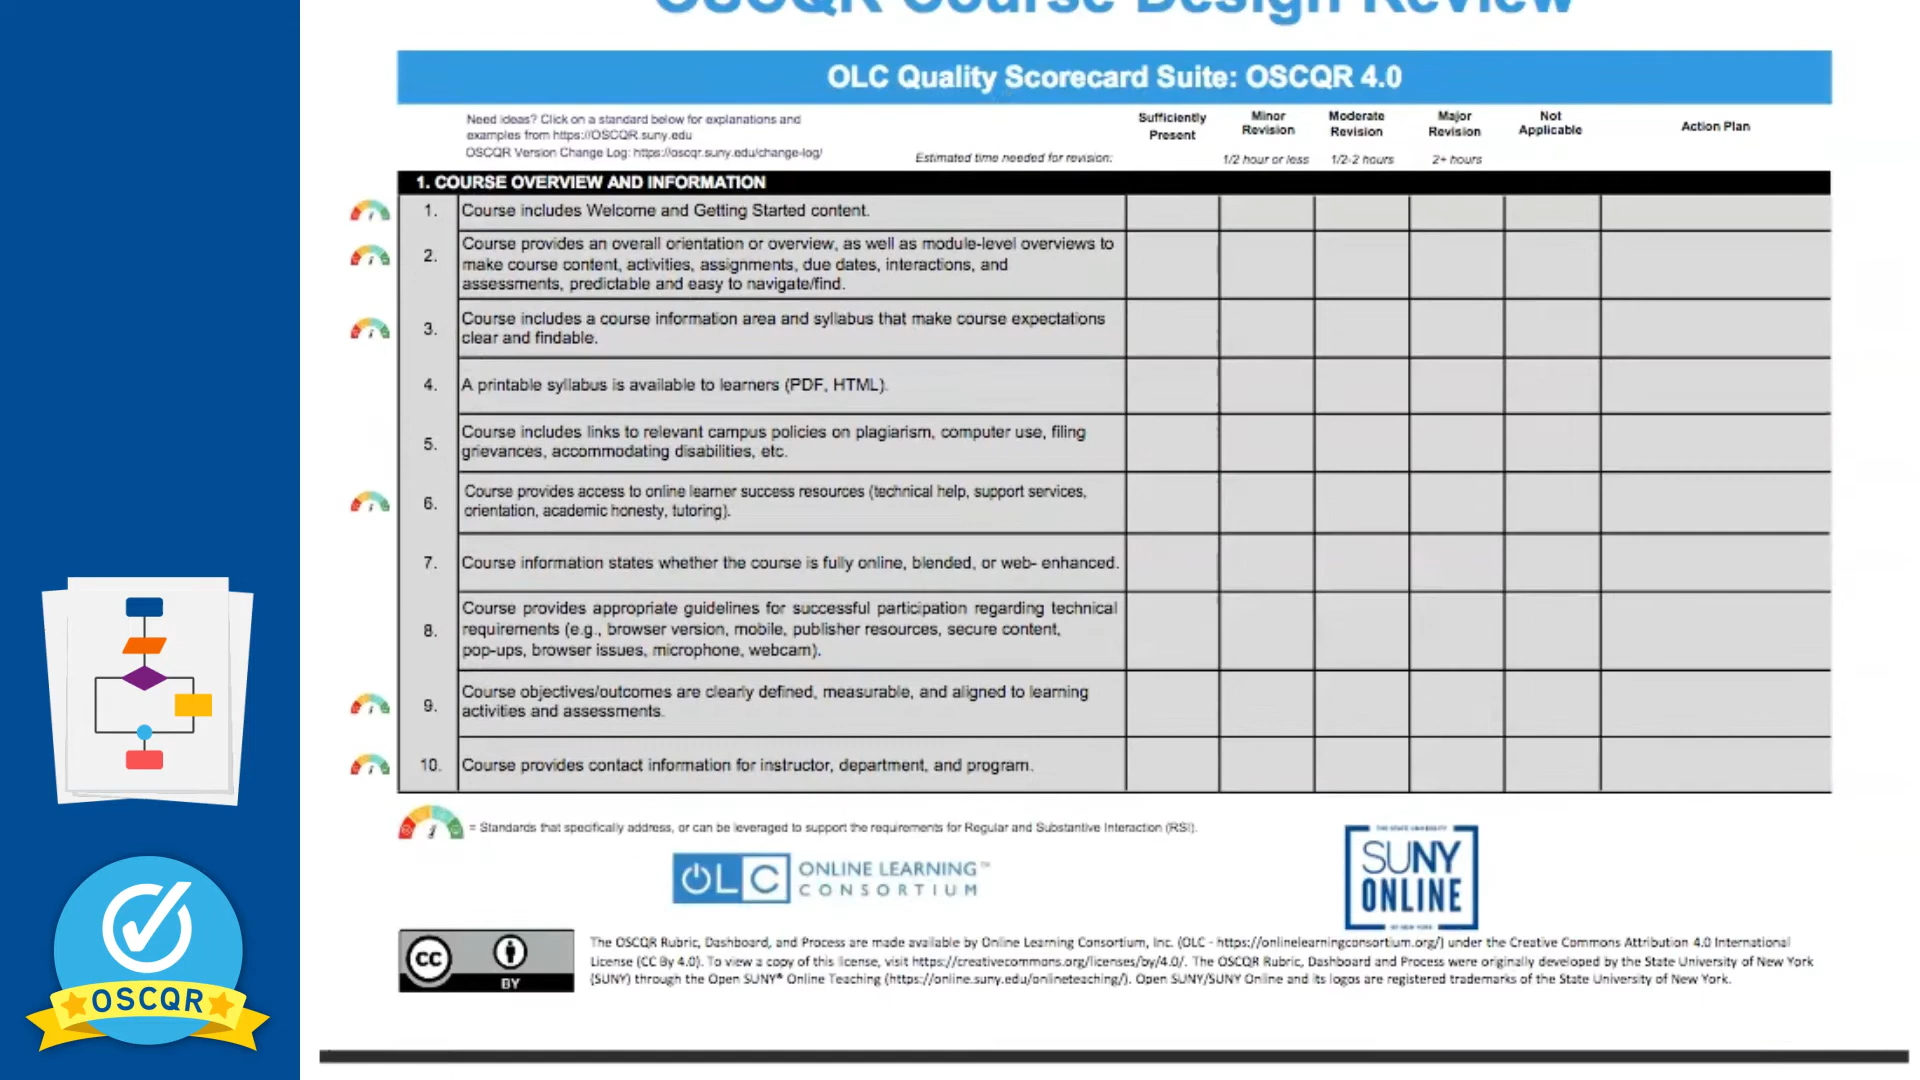 OSCQR Course Design Review
OLC Quality Scorecard Suite: OSCQR 4.0
Need ideas? Click on a standard below for explanations and
examples from https://OSCQR.suny.edu
OSCQR Version Change Log: https://oscqr.suny.edu/change-log/
Estimated time needed for revision:
Sufficiently
Present
Minor
Revision
1/2 hour or less
Moderate
Revision
1/2-2 hours
Major
Revision
2+ hours
Not
Applicable
Action Plan
1. COURSE OVERVIEW AND INFORMATION
1. Course includes Welcome and Getting Started content.
2. Course provides an overall orientation or overview, as well as module-level overviews to
make course content, activities, assignments, due dates, interactions, and
assessments, predictable and easy to navigate/find.
3. Course includes a course information area and syllabus that make course expectations
clear and findable.
4. A printable syllabus is available to learners (PDF, HTML).
5. Course includes links to relevant campus policies on plagiarism, computer use, filing
grievances, accommodating disabilities, etc.
6. Course provides access to online learner success resources (technical help, support services,
orientation, academic honesty, tutoring).
7. Course information states whether the course is fully online, blended, or web- enhanced.
8. Course provides appropriate guidelines for successful participation regarding technical
requirements (e.g., browser version, mobile, publisher resources, secure content,
pop-ups, browser issues, microphone, webcam).
9. Course objectives/outcomes are clearly defined, measurable, and aligned to learning
activities and assessments.
10. Course provides contact information for instructor, department, and program.
= Standards that specifically address, or can be leveraged to support the requirements for Regular and Substantive Interaction (RSI).
OLC ONLINE LEARNING™
CONSORTIUM
THE STATE UNIVERSITY
SUNY
ONLINE
OF NEW YORK
CC
BY
The OSCQR Rubric, Dashboard, and Process are made available by Online Learning Consortium, Inc. (OLC - https://onlinelearningconsortium.org/) under the Creative Commons Attribution 4.0 International
License (CC By 4.0). To view a copy of this license, visit https://creativecommons.org/licenses/by/4.0/. The OSCQR Rubric, Dashboard and Process were originally developed by the State University of New York
(SUNY) through the Open SUNY® Online Teaching (https://online.suny.edu/onlineteaching/). Open SUNY/SUNY Online and its logos are registered trademarks of the State University of New York.
OSCQR